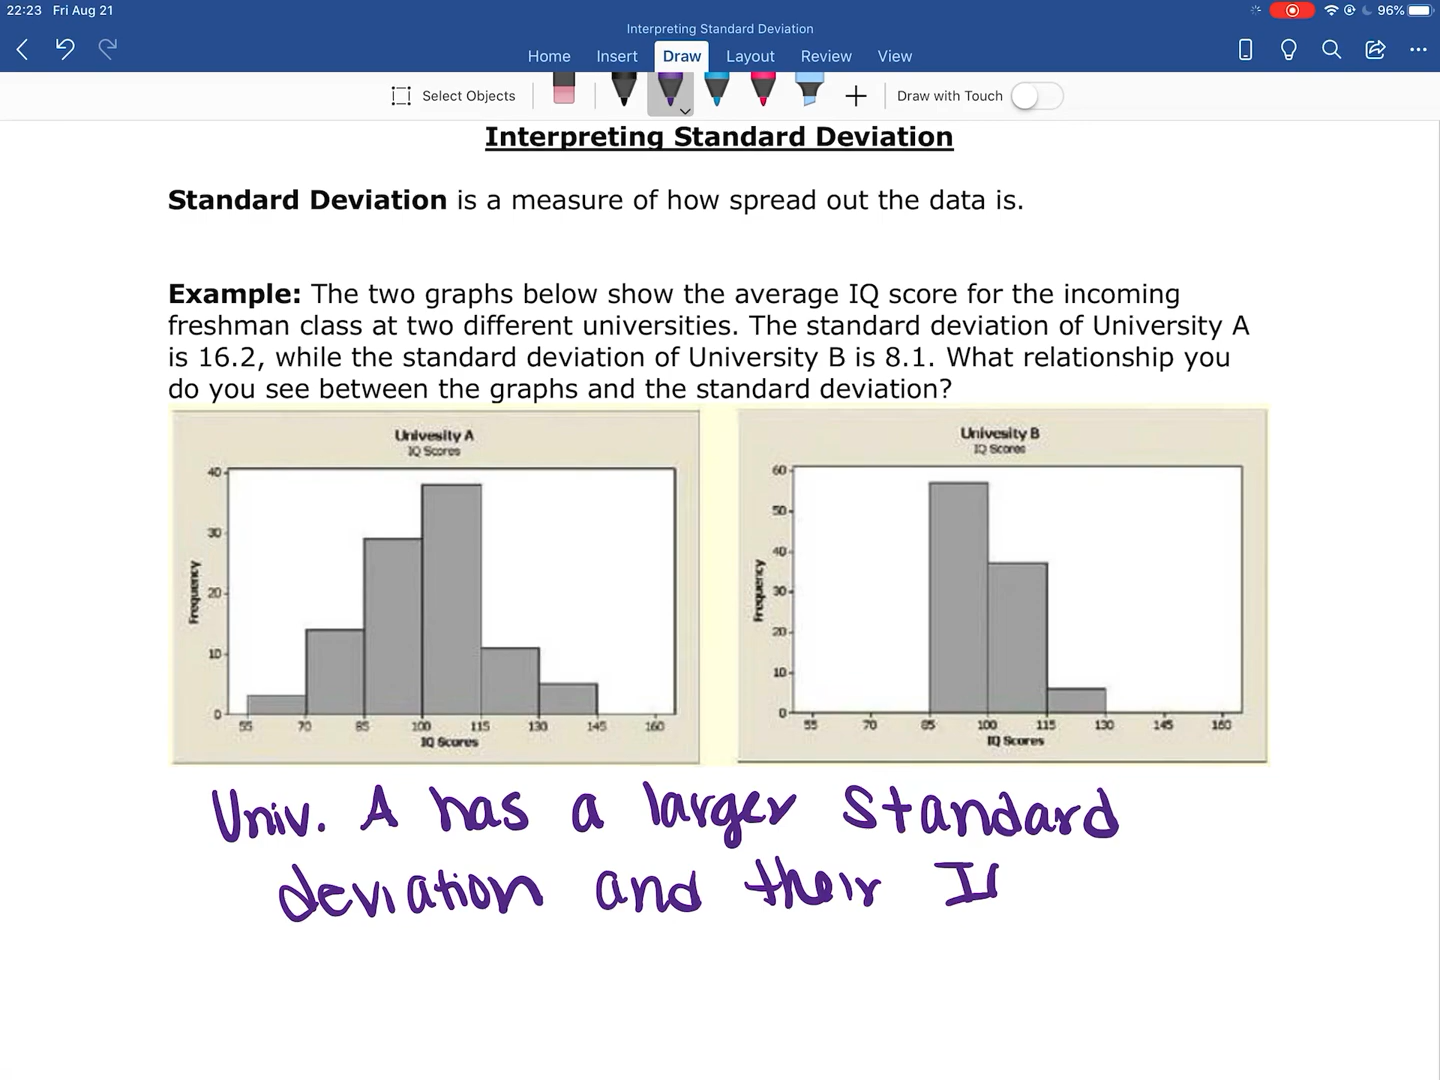 22:23 Fri Aug 21
96%
Interpreting Standard Deviation
Home Insert Draw Layout Review View
Select Objects
Draw with Touch
Interpreting Standard Deviation
Standard Deviation is a measure of how spread out the data is.
Example: The two graphs below show the average IQ score for the incoming
freshman class at two different universities. The standard deviation of University A
is 16.2, while the standard deviation of University B is 8.1. What relationship you
do you see between the graphs and the standard deviation?
Univesity A
IQ Scores
40
30
20
10
0
Frequency
55 70 85 100 115 130 145 160
IQ Scores
Univesity B
IQ Scores
60
50
40
30
20
10
0
Frequency
55 70 85 100 115 130 145 160
IQ Scores
Univ. A has a larger standard
deviation and their I